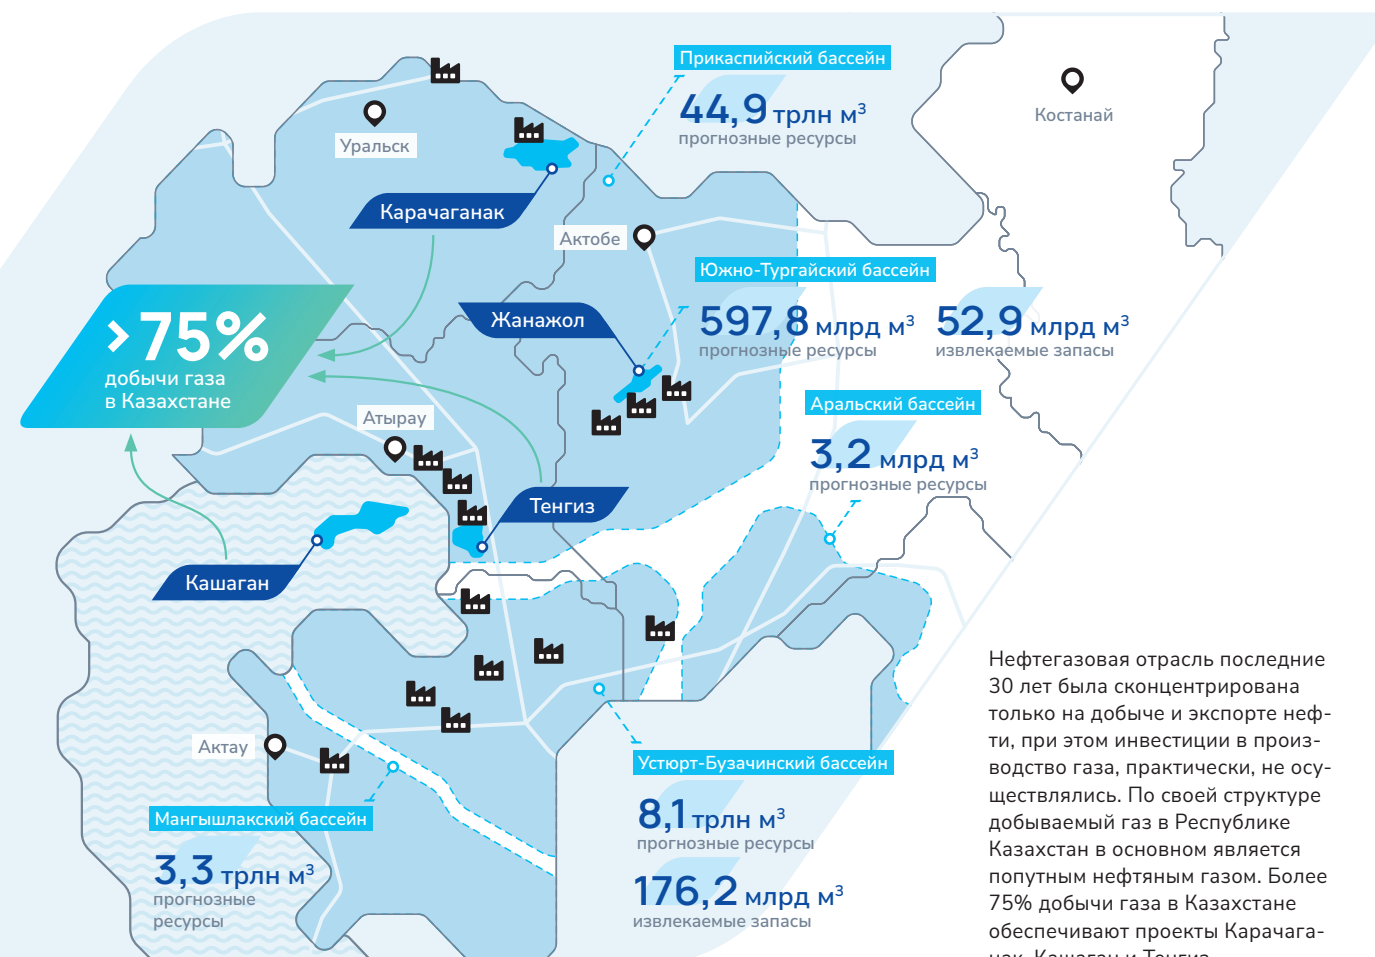 Прикаспийский бассейн
44,9 трлн м³
прогнозные ресурсы
Костанай
Уральск
Карачаганак
Актобе
Южно-Тургайский бассейн
597,8 млрд м³
прогнозные ресурсы
52,9 млрд м³
извлекаемые запасы
Жанажол
>75%
добычи газа
в Казахстане
Аральский бассейн
3,2 млрд м³
прогнозные ресурсы
Атырау
Тенгиз
Кашаган
Актау
Мангышлакский бассейн
3,3 трлн м³
прогнозные
ресурсы
Устюрт-Бузачинский бассейн
8,1 трлн м³
прогнозные ресурсы
176,2 млрд м³
извлекаемые запасы
Нефтегазовая отрасль последние
30 лет была сконцентрирована
только на добыче и экспорте неф-
ти, при этом инвестиции в произ-
водство газа, практически, не осу-
ществлялись. По своей структуре
добываемый газ в Республике
Казахстан в основном является
попутным нефтяным газом. Более
75% добычи газа в Казахстане
обеспечивают проекты Карачага-
нак, Кашаган и Тенгиз